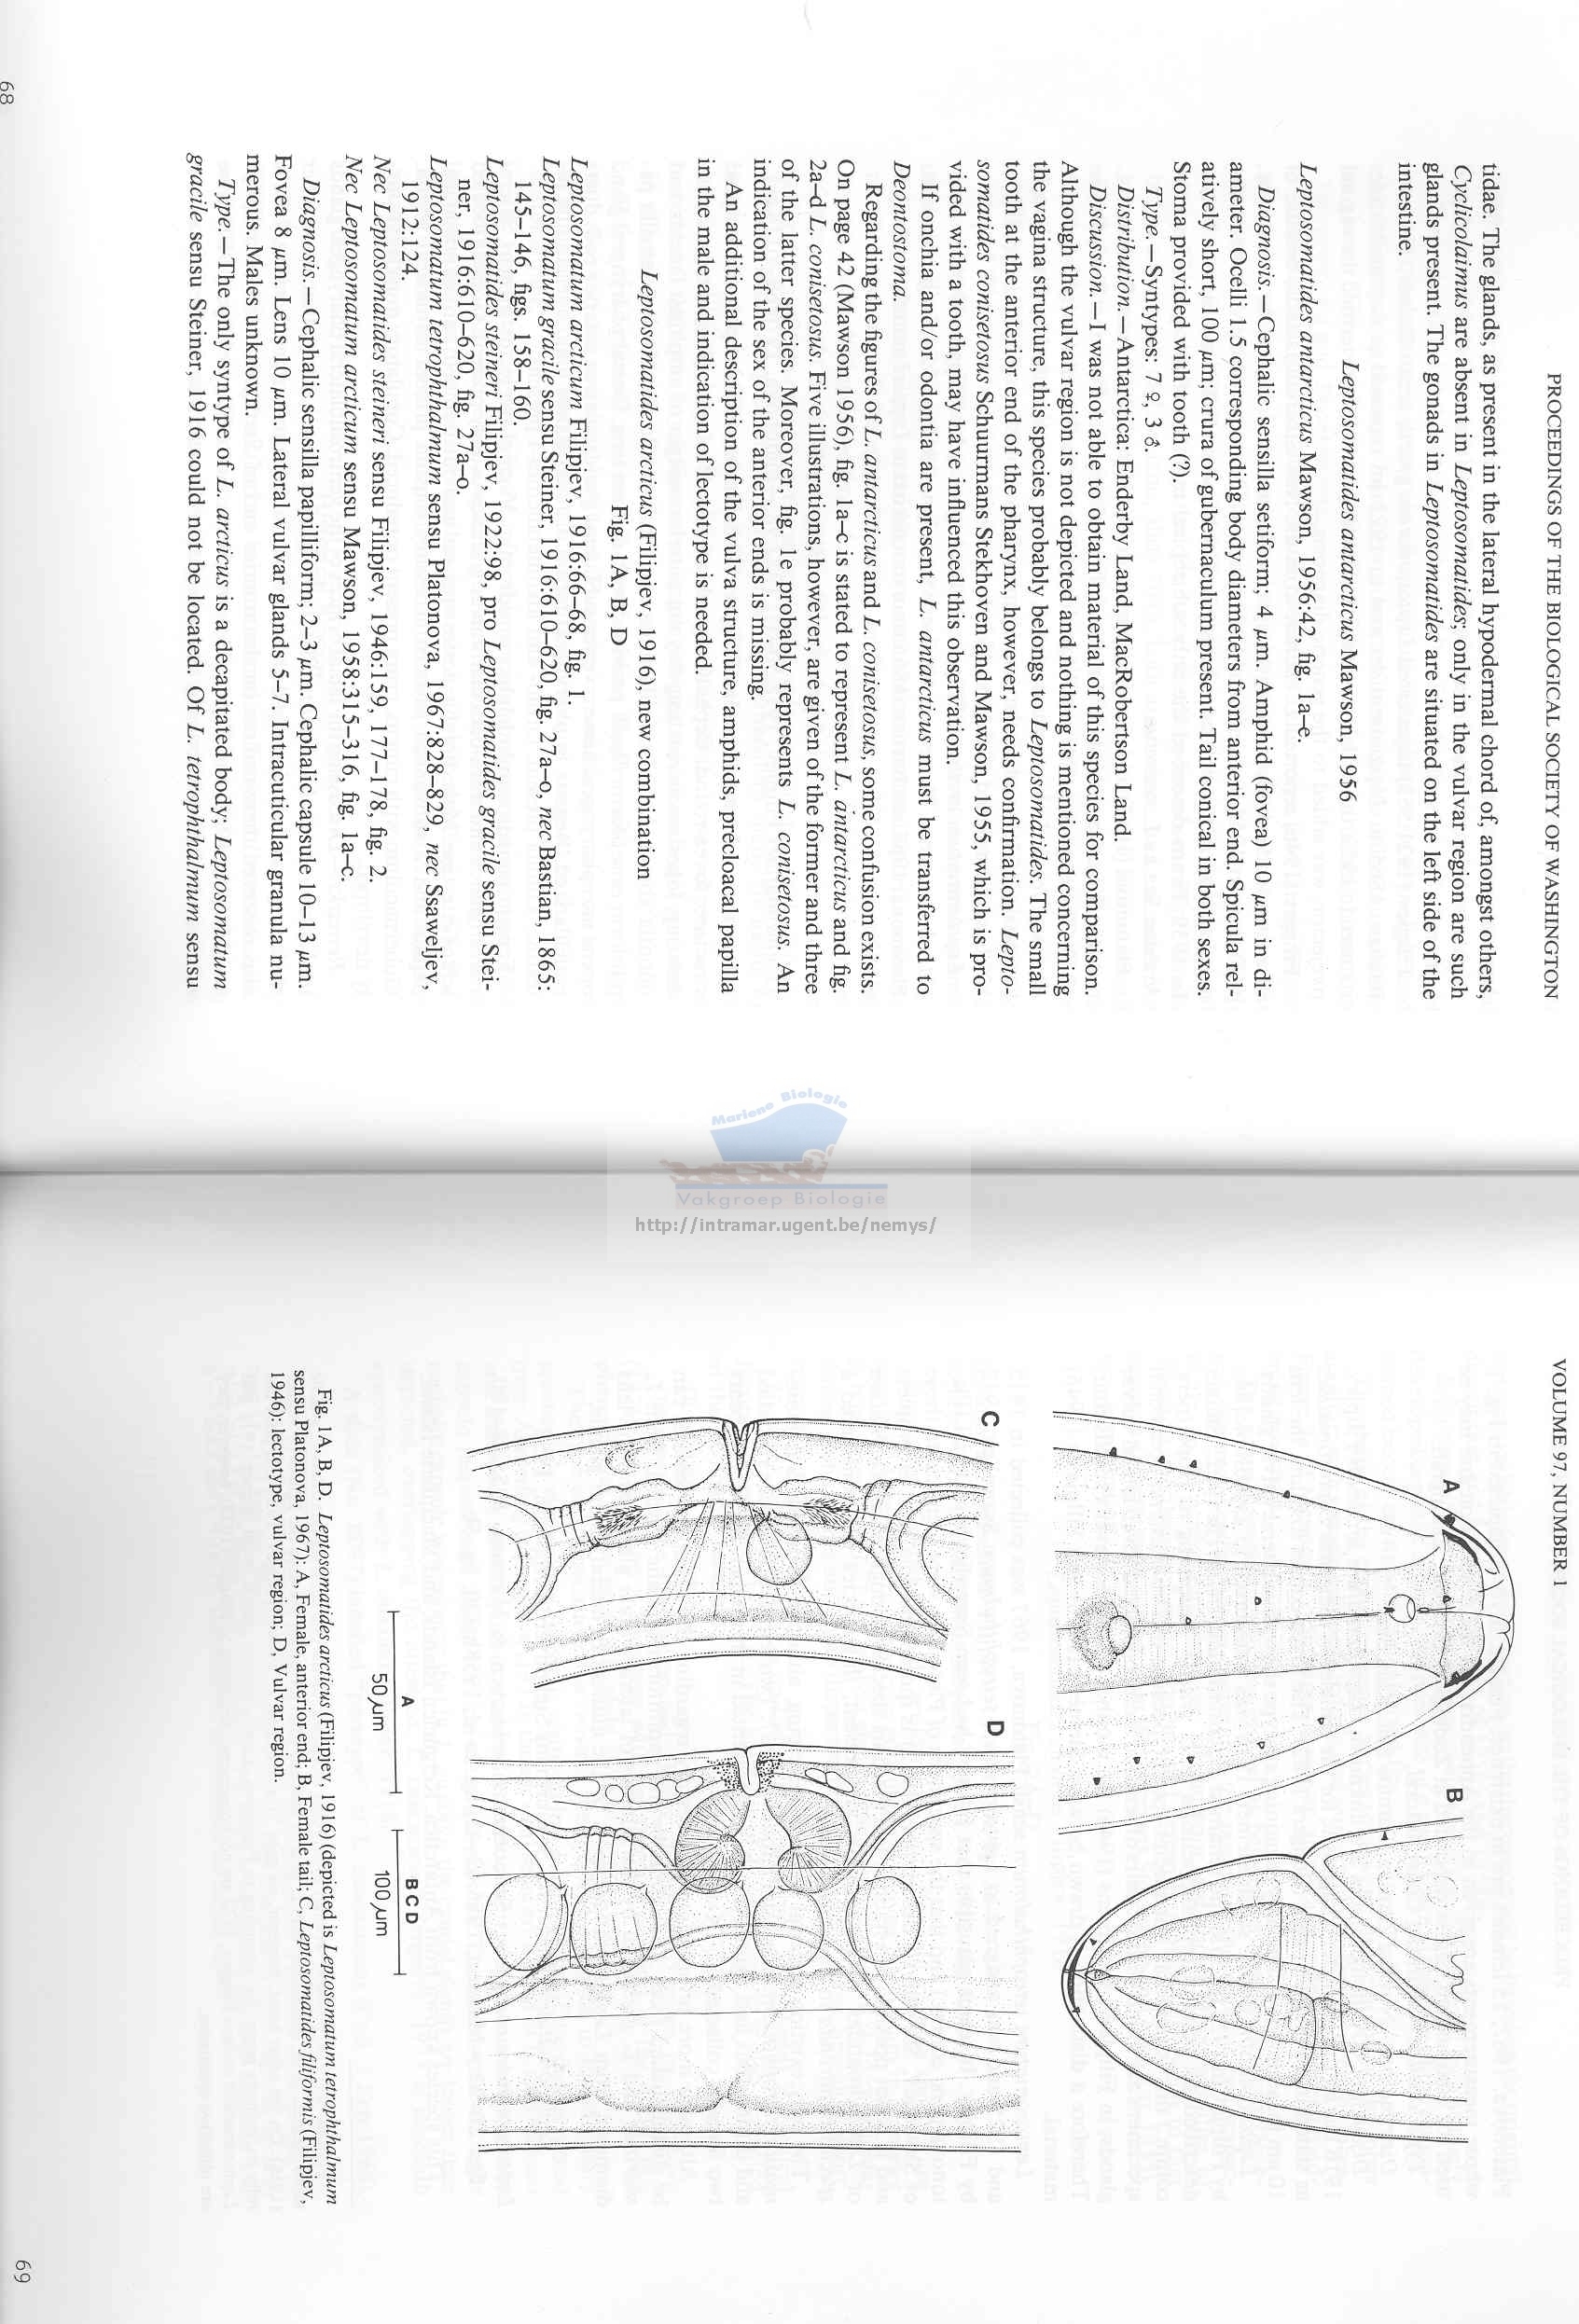 PROCEEDINGS OF THE BIOLOGICAL SOCIETY OF WASHINGTON
tidae. The glands, as present in the lateral hypodermal chord of, amongst others,
Cyclicolaimus are absent in Leptosomatides; only in the vulvar region are such
glands present. The gonads in Leptosomatides are situated on the left side of the
intestine.
Leptosomatides antarcticus Mawson, 1956
Leptosomatides antarcticus Mawson, 1956:42, fig. 1a–e.
Diagnosis.—Cephalic sensilla setiform; 4 μm. Amphid (fovea) 10 μm in di-
ameter. Ocelli 1.5 corresponding body diameters from anterior end. Spicula rel-
atively short, 100 μm; crura of gubernaculum present. Tail conical in both sexes.
Stoma provided with tooth (?).
Type.—Syntypes: 7 ♀, 3 ♂.
Distribution.—Antarctica: Enderby Land, MacRobertson Land.
Discussion.—I was not able to obtain material of this species for comparison.
Although the vulvar region is not depicted and nothing is mentioned concerning
the vagina structure, this species probably belongs to Leptosomatides. The small
tooth at the anterior end of the pharynx, however, needs confirmation. Lepto-
somatides conisetosus Schuurmans Stekhoven and Mawson, 1955, which is pro-
vided with a tooth, may have influenced this observation.
If onchia and/or odontia are present, L. antarcticus must be transferred to
Deontostoma.
Regarding the figures of L. antarcticus and L. conisetosus, some confusion exists.
On page 42 (Mawson 1956), fig. 1a–c is stated to represent L. antarcticus and fig.
2a–d L. conisetosus. Five illustrations, however, are given of the former and three
of the latter species. Moreover, fig. 1e probably represents L. conisetosus. An
indication of the sex of the anterior ends is missing.
An additional description of the vulva structure, amphids, precloacal papilla
in the male and indication of lectotype is needed.
Leptosomatides arcticus (Filipjev, 1916), new combination
Fig. 1A, B, D
Leptosomatum arcticum Filipjev, 1916:66–68, fig. 1.
Leptosomatum gracile sensu Steiner, 1916:610–620, fig. 27a–o, nec Bastian, 1865:
145–146, figs. 158–160.
Leptosomatides steineri Filipjev, 1922:98, pro Leptosomatides gracile sensu Stei-
ner, 1916:610–620, fig. 27a–o.
Leptosomatum tetrophthalmum sensu Platonova, 1967:828–829, nec Ssaweljev,
1912:124.
Nec Leptosomatides steineri sensu Filipjev, 1946:159, 177–178, fig. 2.
Nec Leptosomatum arcticum sensu Mawson, 1958:315–316, fig. 1a–c.
Diagnosis.—Cephalic sensilla papilliform; 2–3 μm. Cephalic capsule 10–13 μm.
Fovea 8 μm. Lens 10 μm. Lateral vulvar glands 5–7. Intracuticular granula nu-
merous. Males unknown.
Type.—The only syntype of L. arcticus is a decapitated body; Leptosomatum
gracile sensu Steiner, 1916 could not be located. Of L. tetrophthalmum sensu
68
Mariene Biologie
Vakgroep Biologie
http://intramar.ugent.be/nemys/
VOLUME 97, NUMBER 1
A
B
C
D
A
50 μm
B C D
100 μm
Fig. 1A, B, D. Leptosomatides arcticus (Filipjev, 1916) (depicted is Leptosomatum tetrophthalmum
sensu Platonova, 1967): A, Female, anterior end; B, Female tail; C, Leptosomatides filiformis (Filipjev,
1946): lectotype, vulvar region; D, Vulvar region.
69